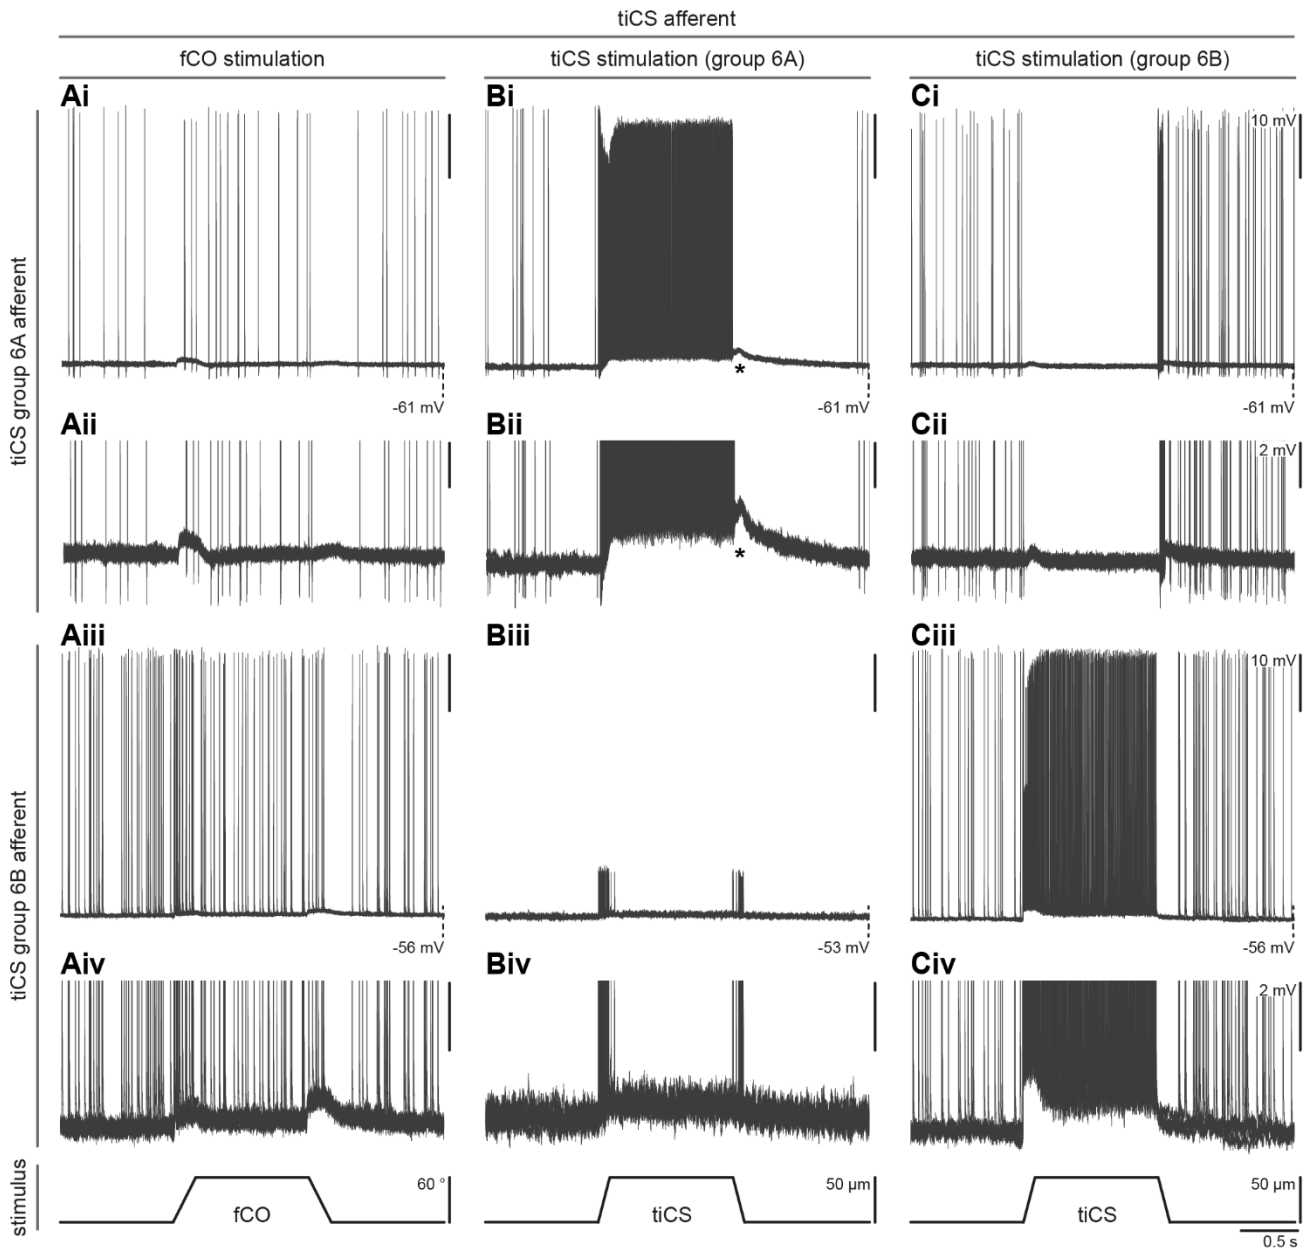 tiCS afferent
fCO stimulation
tiCS stimulation (group 6A)
tiCS stimulation (group 6B)
tiCS group 6A afferent
Ai
Bi
Ci
10 mV
-61 mV
-61 mV
-61 mV
Aii
Bii
Cii
2 mV
*
*
tiCS group 6B afferent
Aiii
Biii
Ciii
10 mV
-56 mV
-53 mV
-56 mV
Aiv
Biv
Civ
2 mV
stimulus
60 °
fCO
50 µm
tiCS
50 µm
tiCS
0.5 s